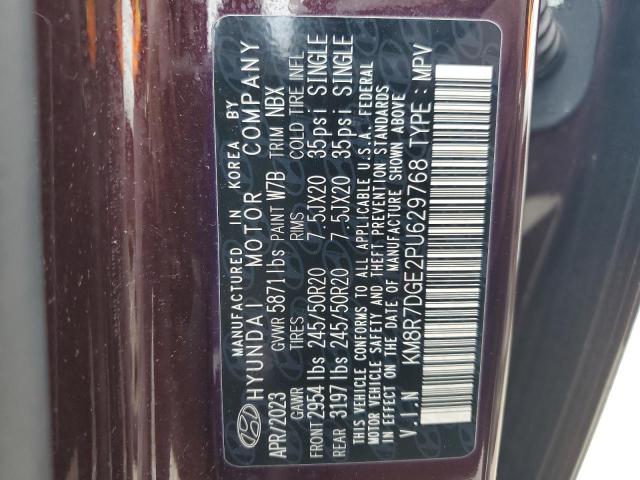 MANUFACTURED IN KOREA BY
HYUNDAI MOTOR COMPANY
APR/2023 GVWR 5871 lbs PAINT W7B TRIM NBX
GAWR TIRES RIMS COLD TIRE INFL
FRONT 2954 lbs 245/50R20 7.5JX20 35psi SINGLE
REAR 3197 lbs 245/50R20 7.5JX20 35psi SINGLE
THIS VEHICLE CONFORMS TO ALL APPLICABLE U.S.A. FEDERAL
MOTOR VEHICLE SAFETY AND THEFT PREVENTION STANDARDS
IN EFFECT ON THE DATE OF MANUFACTURE SHOWN ABOVE
V.I.N KM8R7DGE2PU629768 TYPE : MPV